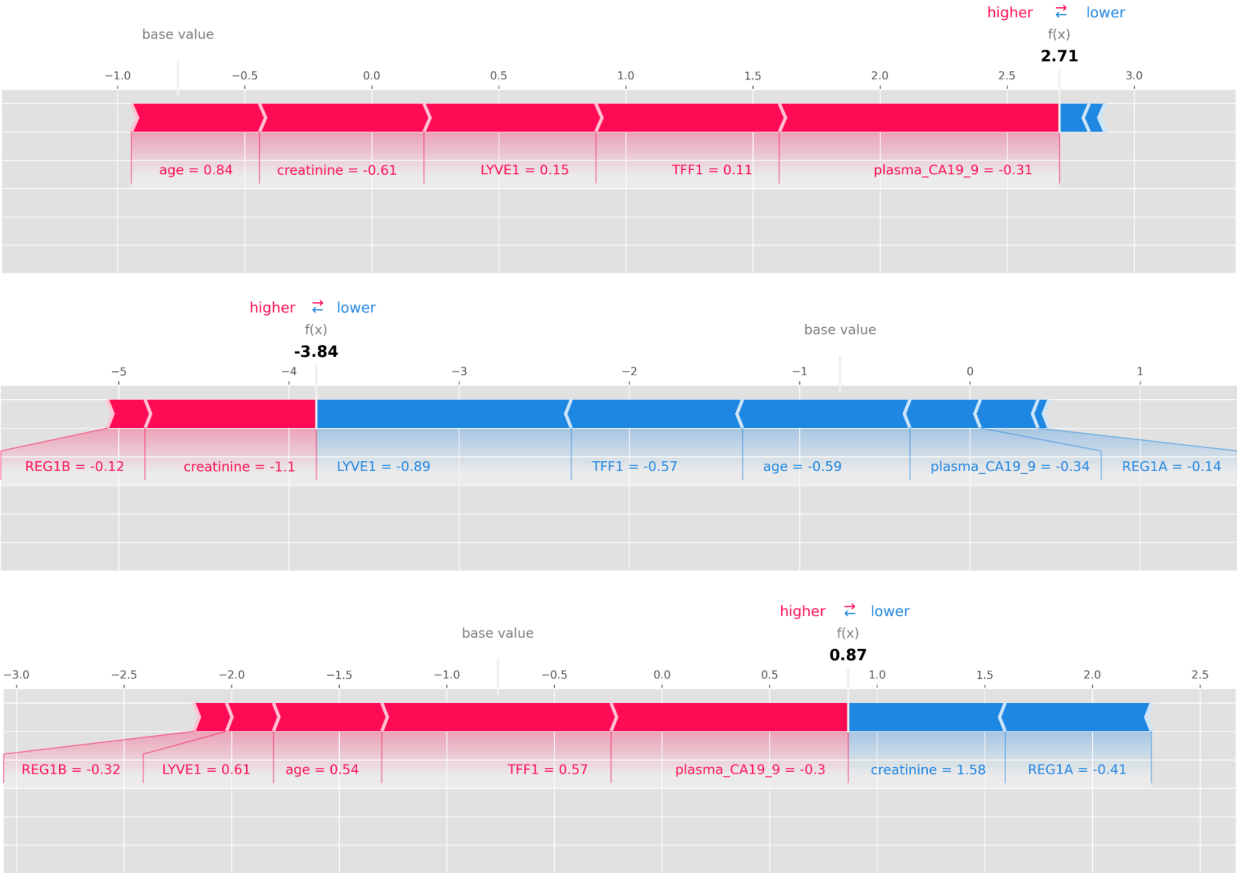 higher ⇄ lower
base value f(x)
2.71
−1.0 −0.5 0.0 0.5 1.0 1.5 2.0 2.5 3.0
age = 0.84 creatinine = -0.61 LYVE1 = 0.15 TFF1 = 0.11 plasma_CA19_9 = -0.31
higher ⇄ lower
f(x) base value
-3.84
−5 −4 −3 −2 −1 0 1
REG1B = -0.12 creatinine = -1.1 LYVE1 = -0.89 TFF1 = -0.57 age = -0.59 plasma_CA19_9 = -0.34 REG1A = -0.14
higher ⇄ lower
base value f(x)
0.87
−3.0 −2.5 −2.0 −1.5 −1.0 −0.5 0.0 0.5 1.0 1.5 2.0 2.5
REG1B = -0.32 LYVE1 = 0.61 age = 0.54 TFF1 = 0.57 plasma_CA19_9 = -0.3 creatinine = 1.58 REG1A = -0.41